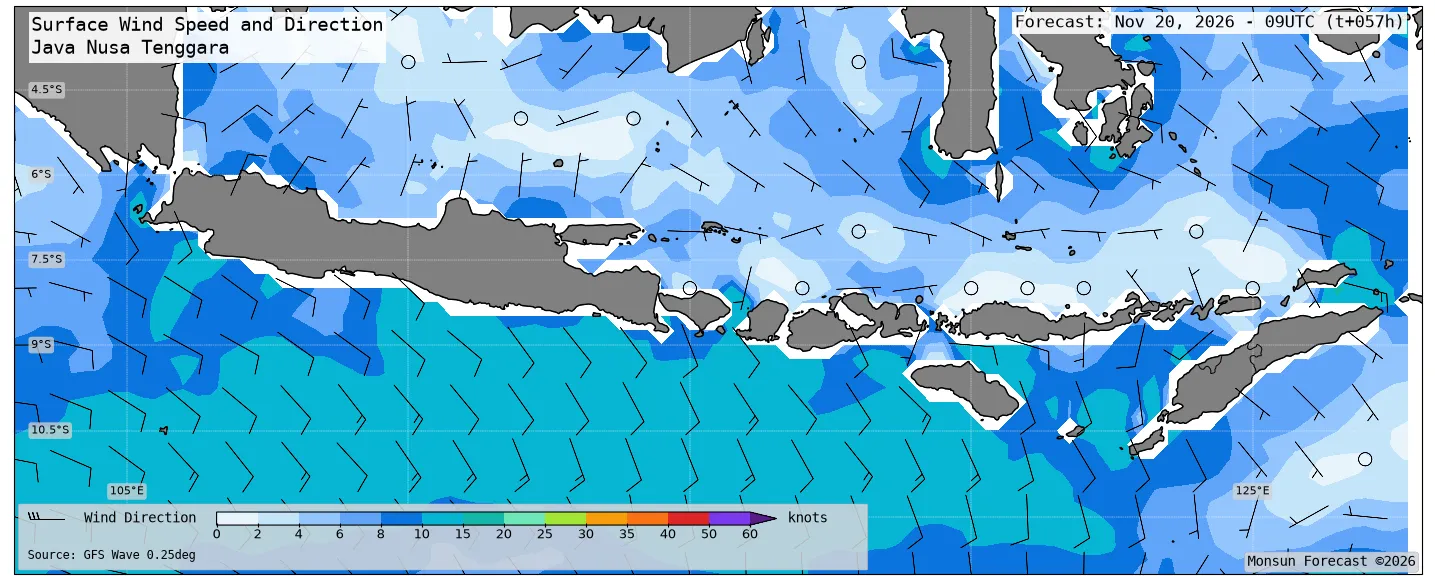 Surface Wind Speed and Direction
Java Nusa Tenggara
Forecast: Nov 20, 2026 - 09UTC (t+057h)
4.5°S
6°S
7.5°S
9°S
10.5°S
105°E
125°E
Wind Direction
0 2 4 6 8 10 15 20 25 30 35 40 50 60
knots
Source: GFS Wave 0.25deg
Monsun Forecast ©2026